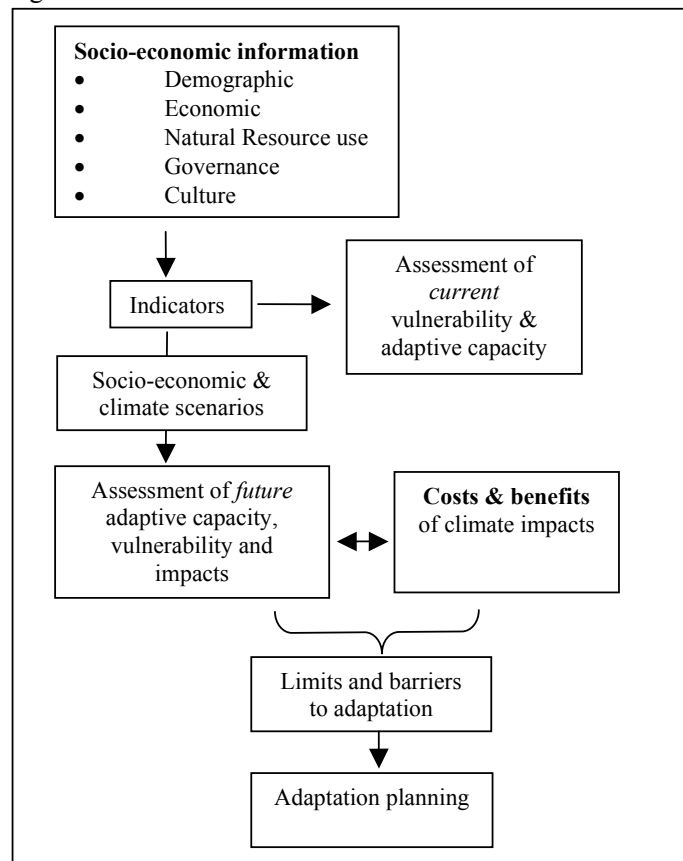 Socio-economic information
• Demographic
• Economic
• Natural Resource use
• Governance
• Culture
Indicators
Assessment of
current
vulnerability &
adaptive capacity
Socio-economic &
climate scenarios
Assessment of future
adaptive capacity,
vulnerability and
impacts
Costs & benefits
of climate impacts
Limits and barriers
to adaptation
Adaptation planning